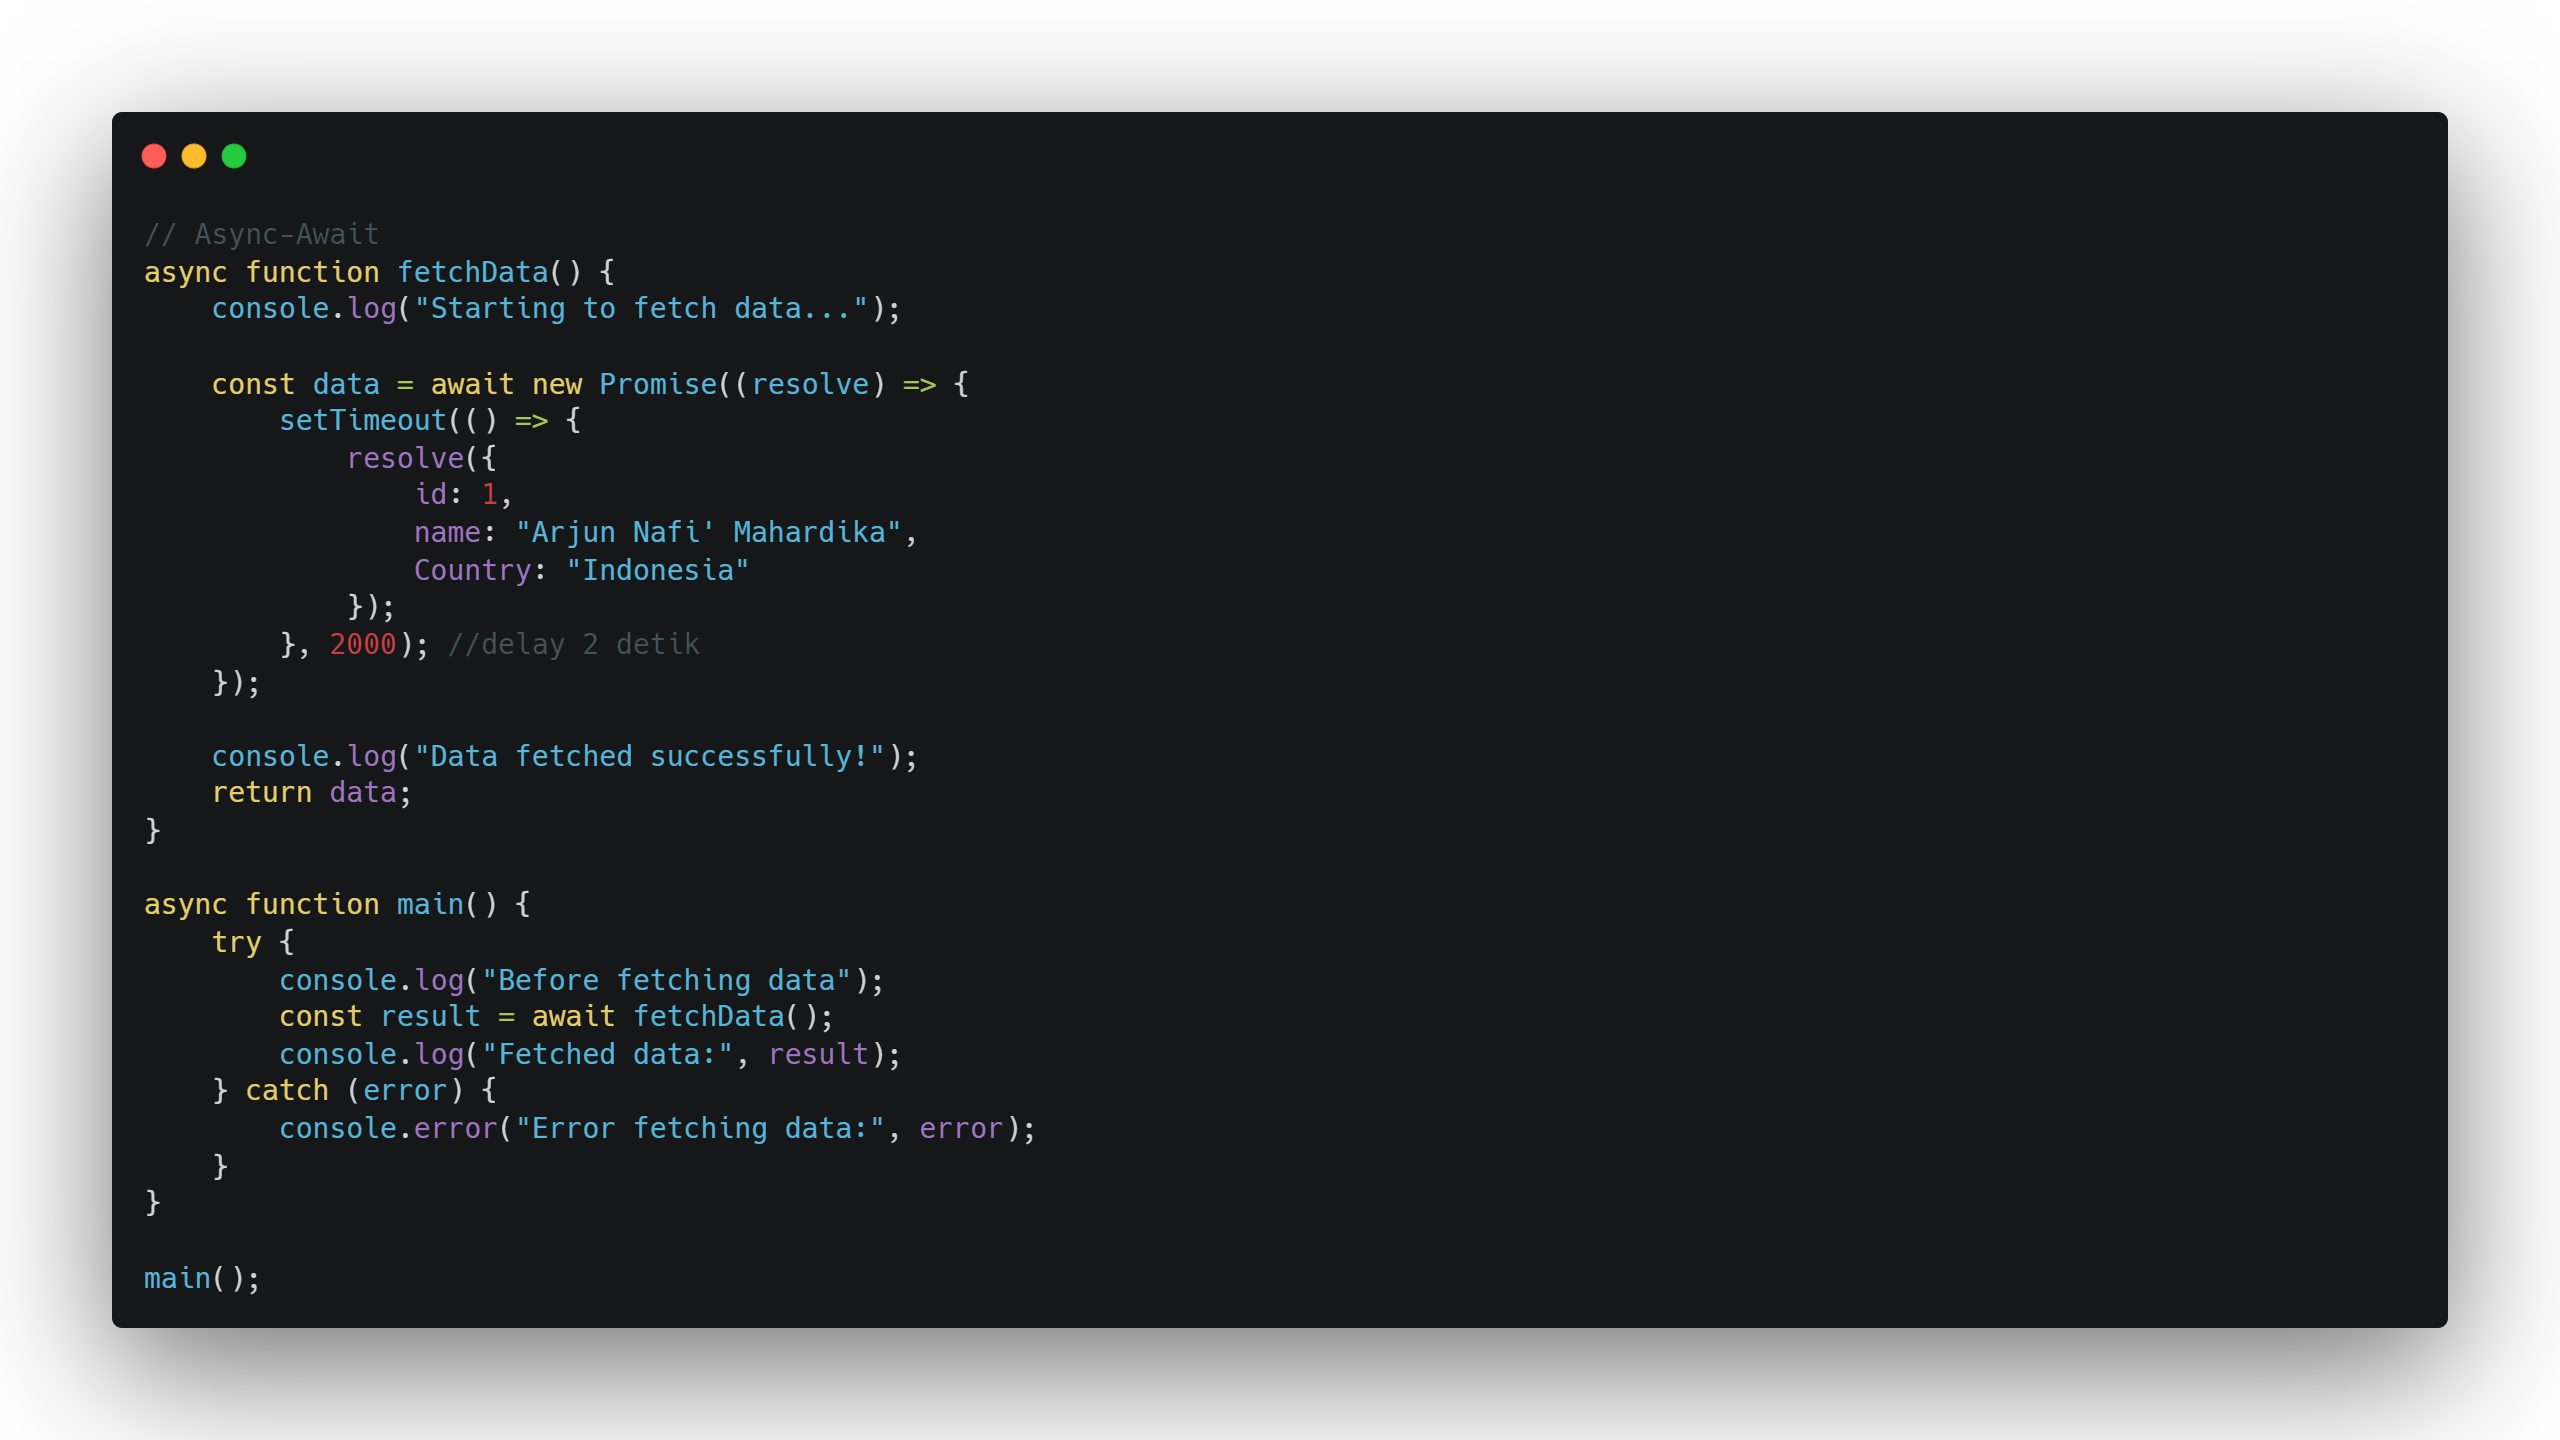 // Async-Await
async function fetchData() {
    console.log("Starting to fetch data...");
    const data = await new Promise((resolve) => {
        setTimeout(() => {
            resolve({
                id: 1,
                name: "Arjun Nafi' Mahardika",
                Country: "Indonesia"
            });
        }, 2000); //delay 2 detik
    });
    console.log("Data fetched successfully!");
    return data;
}
async function main() {
    try {
        console.log("Before fetching data");
        const result = await fetchData();
        console.log("Fetched data:", result);
    } catch (error) {
        console.error("Error fetching data:", error);
    }
}
main();